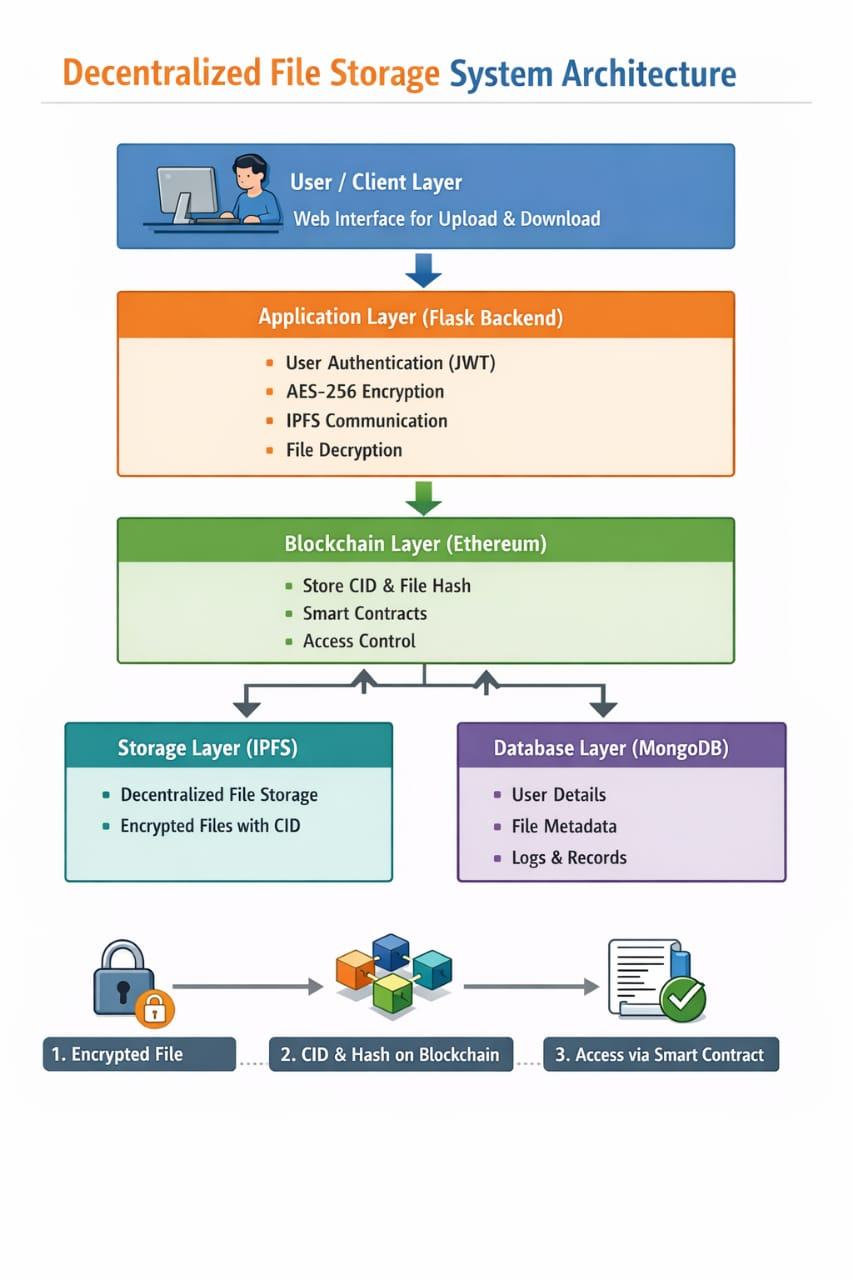 Decentralized File Storage System Architecture
User / Client Layer
Web Interface for Upload & Download
Application Layer (Flask Backend)
User Authentication (JWT)
AES-256 Encryption
IPFS Communication
File Decryption
Blockchain Layer (Ethereum)
Store CID & File Hash
Smart Contracts
Access Control
Storage Layer (IPFS)
Decentralized File Storage
Encrypted Files with CID
Database Layer (MongoDB)
User Details
File Metadata
Logs & Records
1. Encrypted File
2. CID & Hash on Blockchain
3. Access via Smart Contract